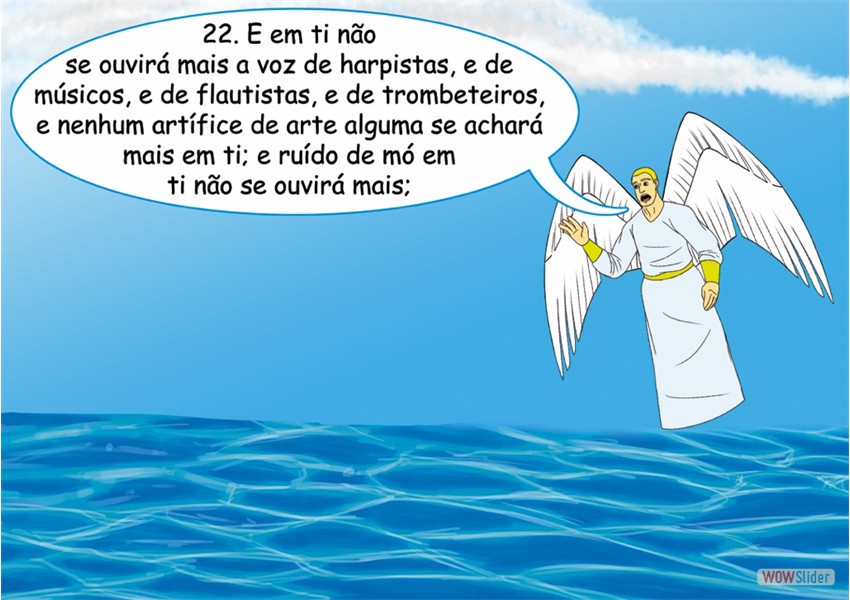 22. E em ti não
se ouvirá mais a voz de harpistas, e de
músicos, e de flautistas, e de trombeteiros,
e nenhum artífice de arte alguma se achará
mais em ti; e ruído de mó em
ti não se ouvirá mais;
WOWSlider